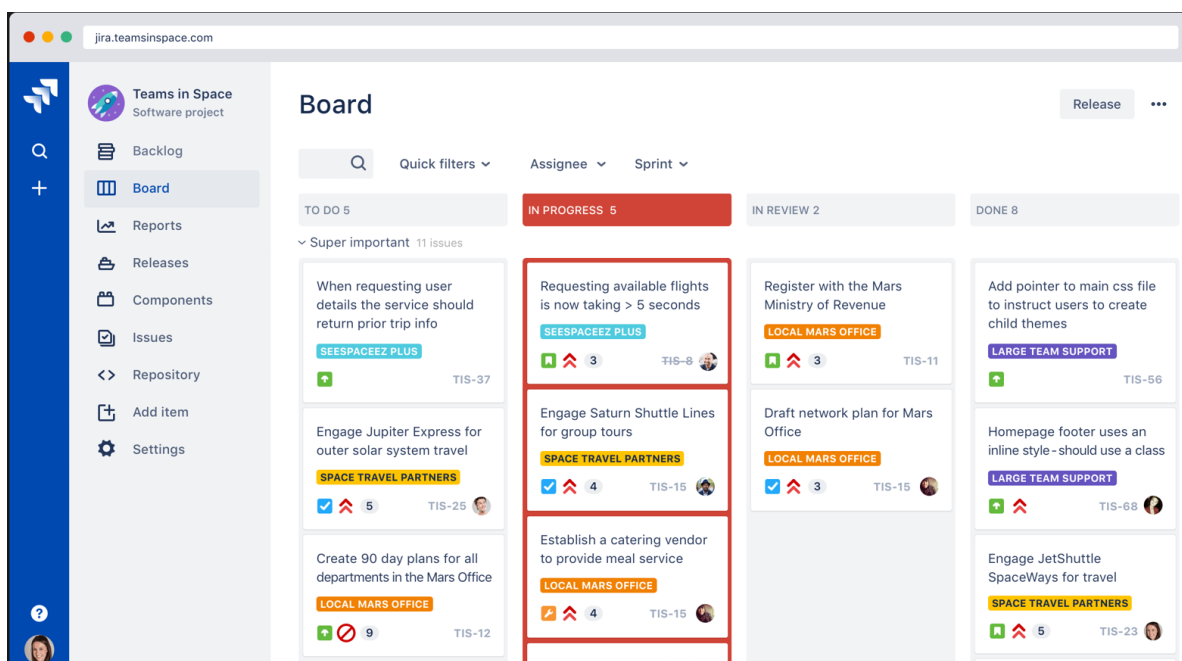 jira.teamsinspace.com
Teams in Space
Software project
Backlog
Board
Reports
Releases
Components
Issues
Repository
Add item
Settings
?
Board
Release
Quick filters
Assignee
Sprint
TO DO 5
IN PROGRESS 5
IN REVIEW 2
DONE 8
Super important 11 issues
When requesting user
details the service should
return prior trip info
SEESPACEEZ PLUS
TIS-37
Engage Jupiter Express for
outer solar system travel
SPACE TRAVEL PARTNERS
5 TIS-25
Create 90 day plans for all
departments in the Mars Office
LOCAL MARS OFFICE
9 TIS-12
Requesting available flights
is now taking > 5 seconds
SEESPACEEZ PLUS
3 TIS-8
Engage Saturn Shuttle Lines
for group tours
SPACE TRAVEL PARTNERS
4 TIS-15
Establish a catering vendor
to provide meal service
LOCAL MARS OFFICE
4 TIS-15
Register with the Mars
Ministry of Revenue
LOCAL MARS OFFICE
3 TIS-11
Draft network plan for Mars
Office
LOCAL MARS OFFICE
3 TIS-15
Add pointer to main css file
to instruct users to create
child themes
LARGE TEAM SUPPORT
TIS-56
Homepage footer uses an
inline style - should use a class
LARGE TEAM SUPPORT
TIS-68
Engage JetShuttle
SpaceWays for travel
SPACE TRAVEL PARTNERS
5 TIS-23